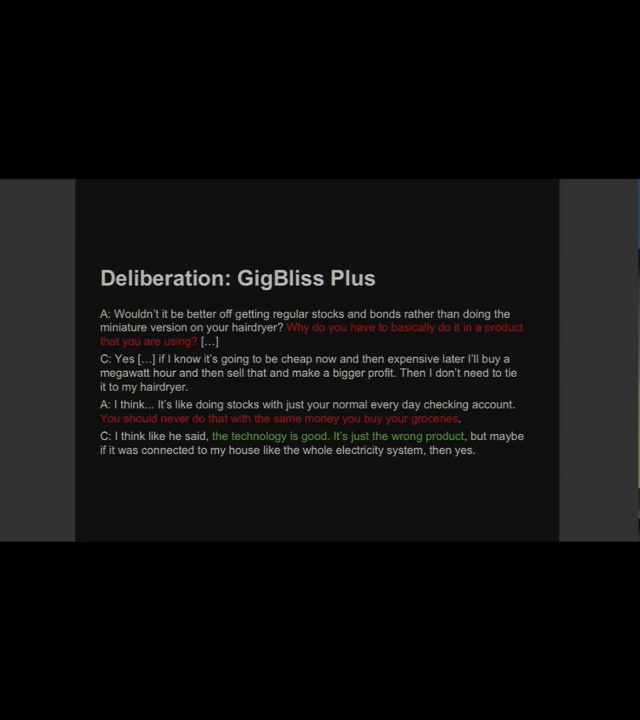 Deliberation: GigBliss Plus
A: Wouldn't it be better off getting regular stocks and bonds rather than doing the
miniature version on your hairdryer? Why do you have to basically do it in a product
that you are using? […]
C: Yes […] if I know it's going to be cheap now and then expensive later I'll buy a
megawatt hour and then sell that and make a bigger profit. Then I don't need to tie
it to my hairdryer.
A: I think... It's like doing stocks with just your normal every day checking account.
You should never do that with the same money you buy your groceries.
C: I think like he said, the technology is good. It's just the wrong product, but maybe
if it was connected to my house like the whole electricity system, then yes.